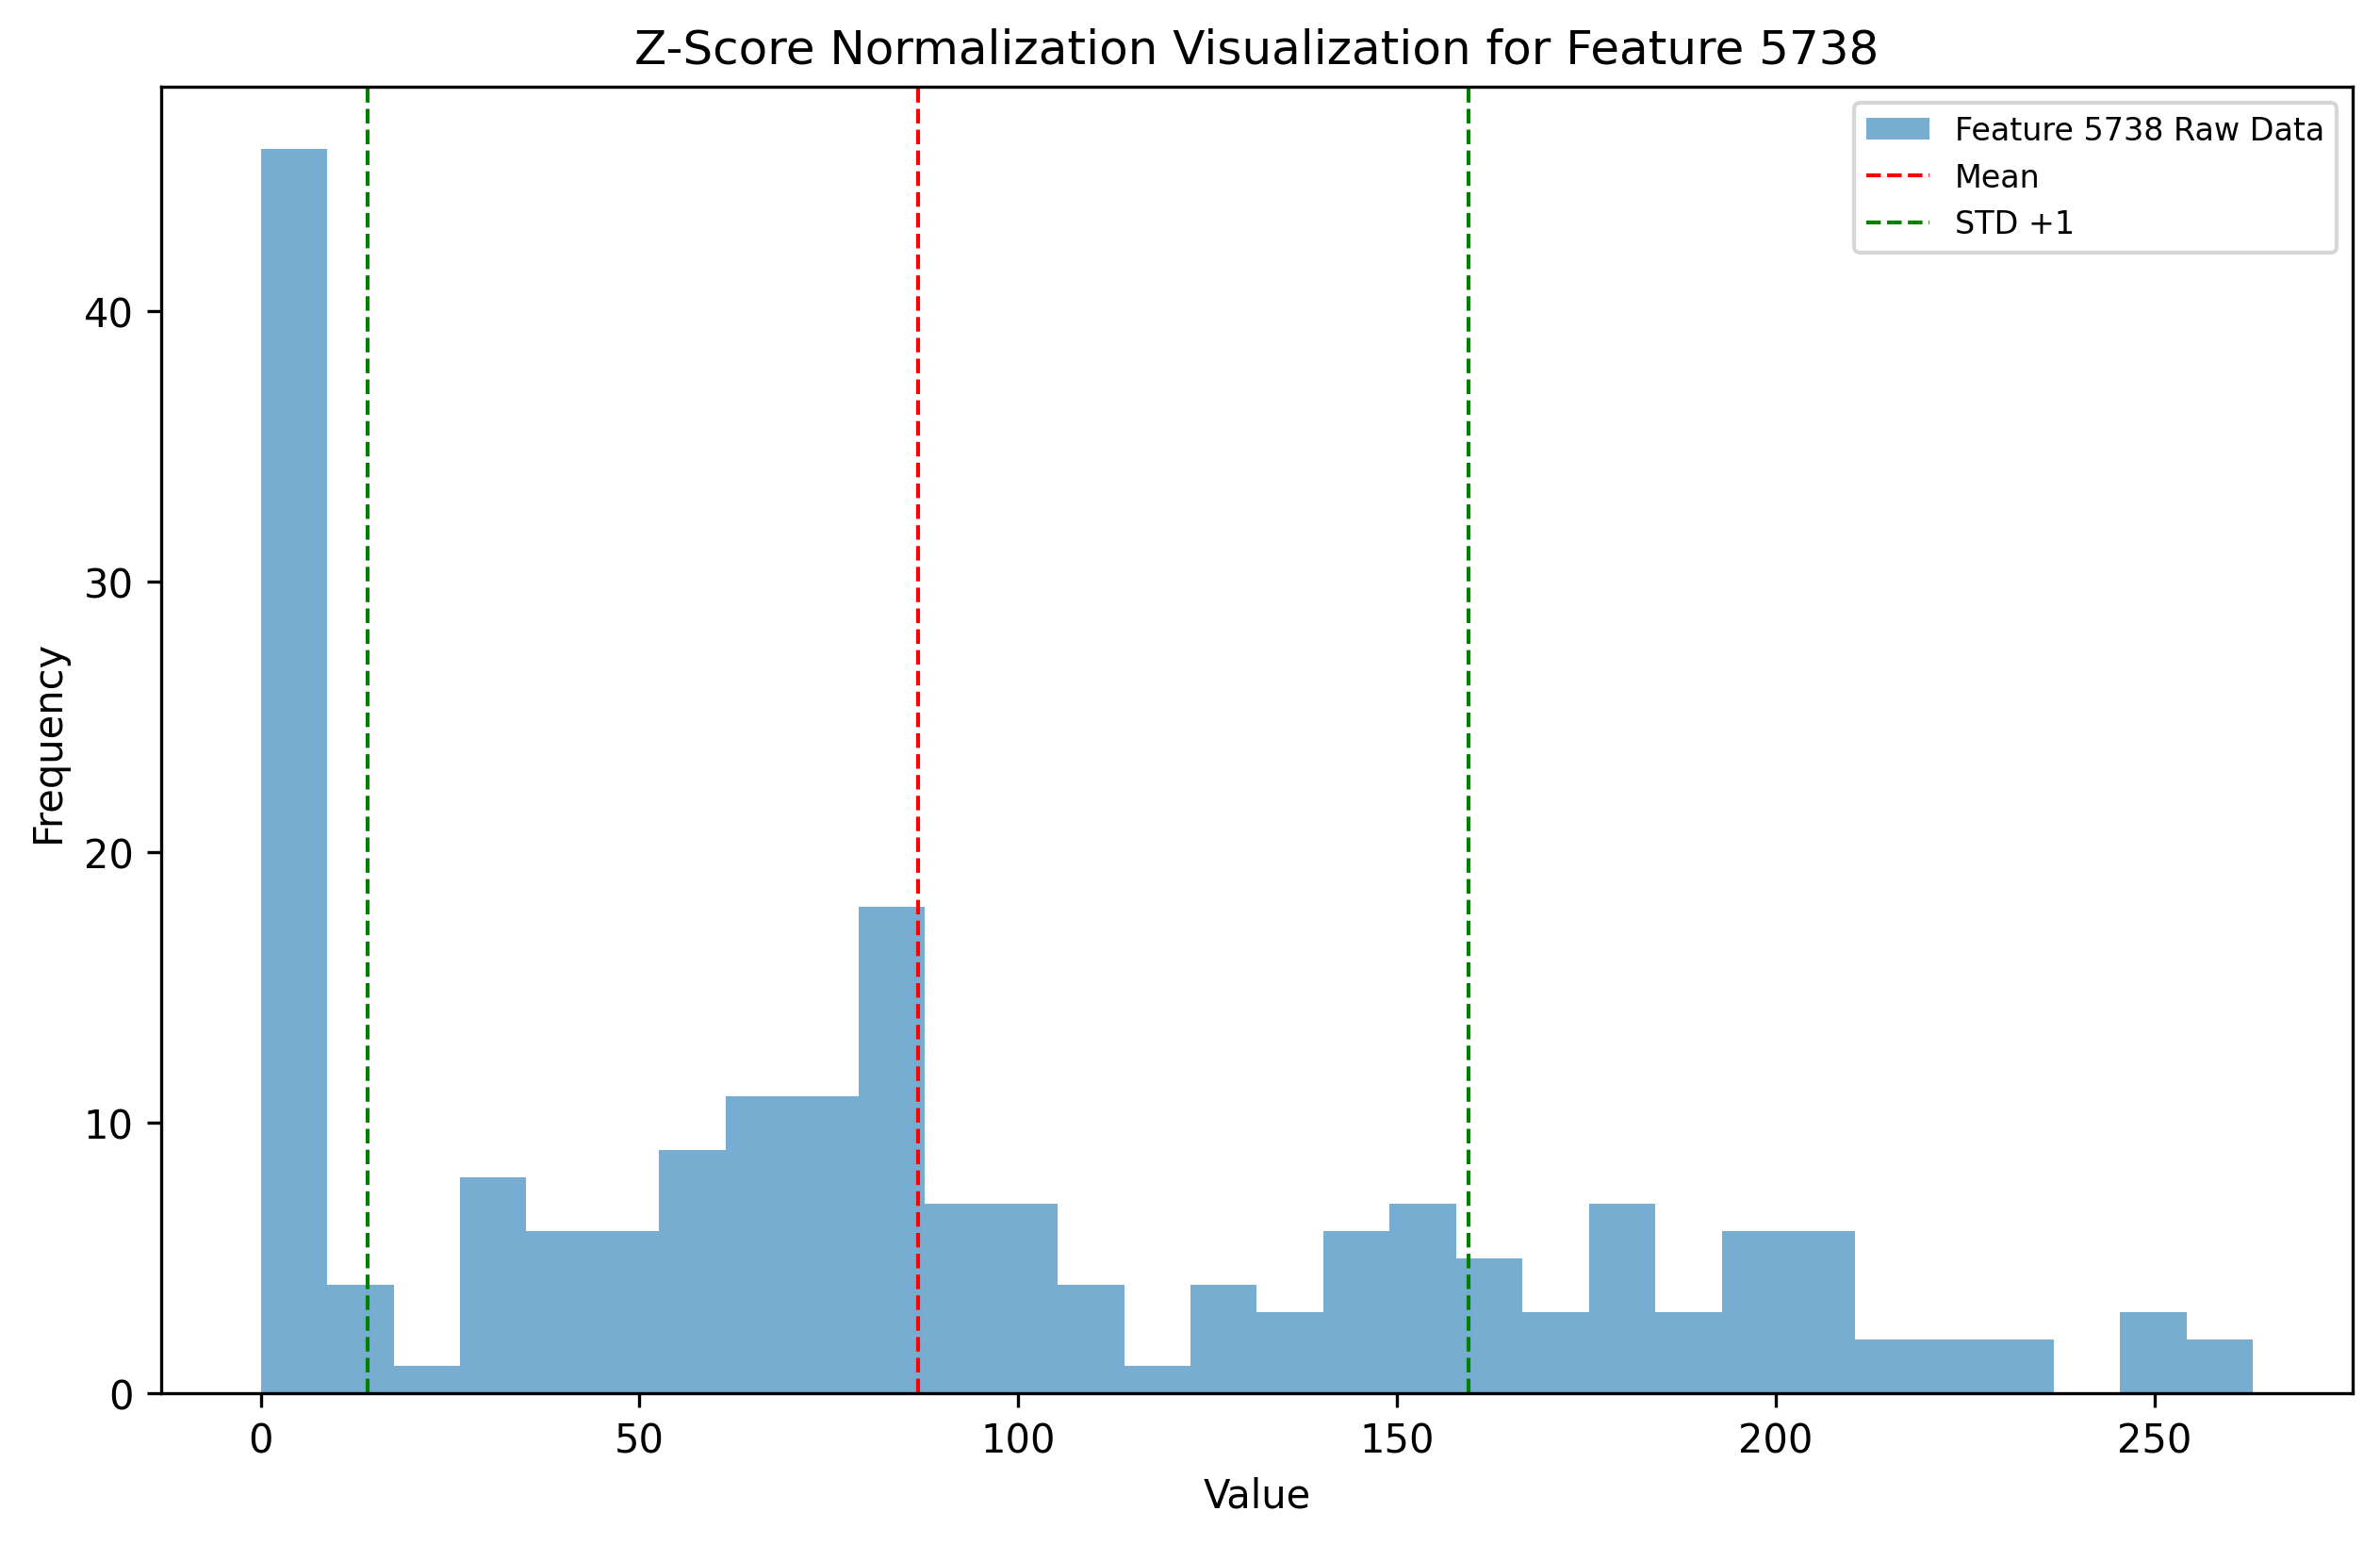 Z-Score Normalization Visualization for Feature 5738
Feature 5738 Raw Data
Mean
STD +1
Frequency
40
30
20
10
0
0 50 100 150 200 250
Value